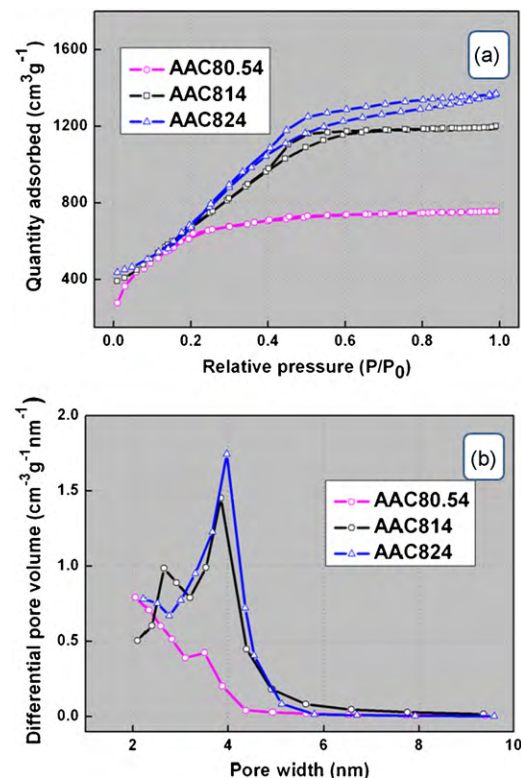 (a)
AAC80.54
AAC814
AAC824
Quantity adsorbed (cm³g⁻¹)
1600
1200
800
400
0.0 0.2 0.4 0.6 0.8 1.0
Relative pressure (P/P₀)
(b)
AAC80.54
AAC814
AAC824
Differential pore volume (cm⁻³g⁻¹nm⁻¹)
2.0
1.5
1.0
0.5
0.0
2 4 6 8 10
Pore width (nm)